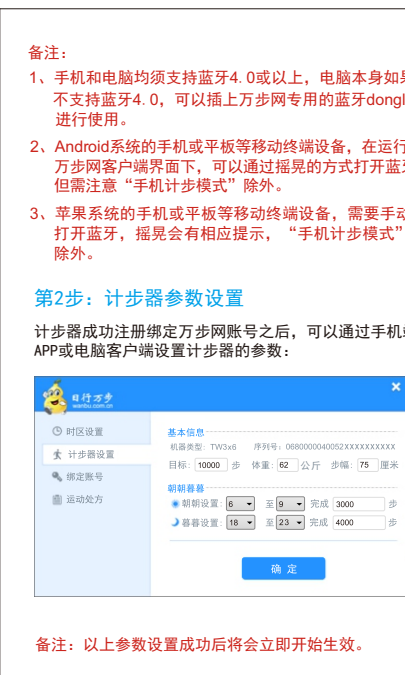 备注：
1、手机和电脑均须支持蓝牙4.0或以上，电脑本身如
不支持蓝牙4.0，可以插上万步网专用的蓝牙dongl
进行使用。
2、Android系统的手机或平板等移动终端设备，在运行
万步网客户端界面下，可以通过摇晃的方式打开蓝
但需注意“手机计步模式”除外。
3、苹果系统的手机或平板等移动终端设备，需要手
打开蓝牙，摇晃会有相应提示，“手机计步模式”
除外。
第2步：计步器参数设置
计步器成功注册绑定万步网账号之后，可以通过手机
APP或电脑客户端设置计步器的参数：
日行万步
wanbu.com.cn
×
时区设置
计步器设置
绑定账号
运动处方
基本信息
机器类型：TW3x6 序列号：0680000040052XXXXXXXXXX
目标：10000 步 体重：62 公斤 步幅：75 厘米
朝朝暮暮
朝朝设置：6 至 9 完成 3000 步
暮暮设置：18 至 23 完成 4000 步
确 定
备注：以上参数设置成功后将会立即开始生效。